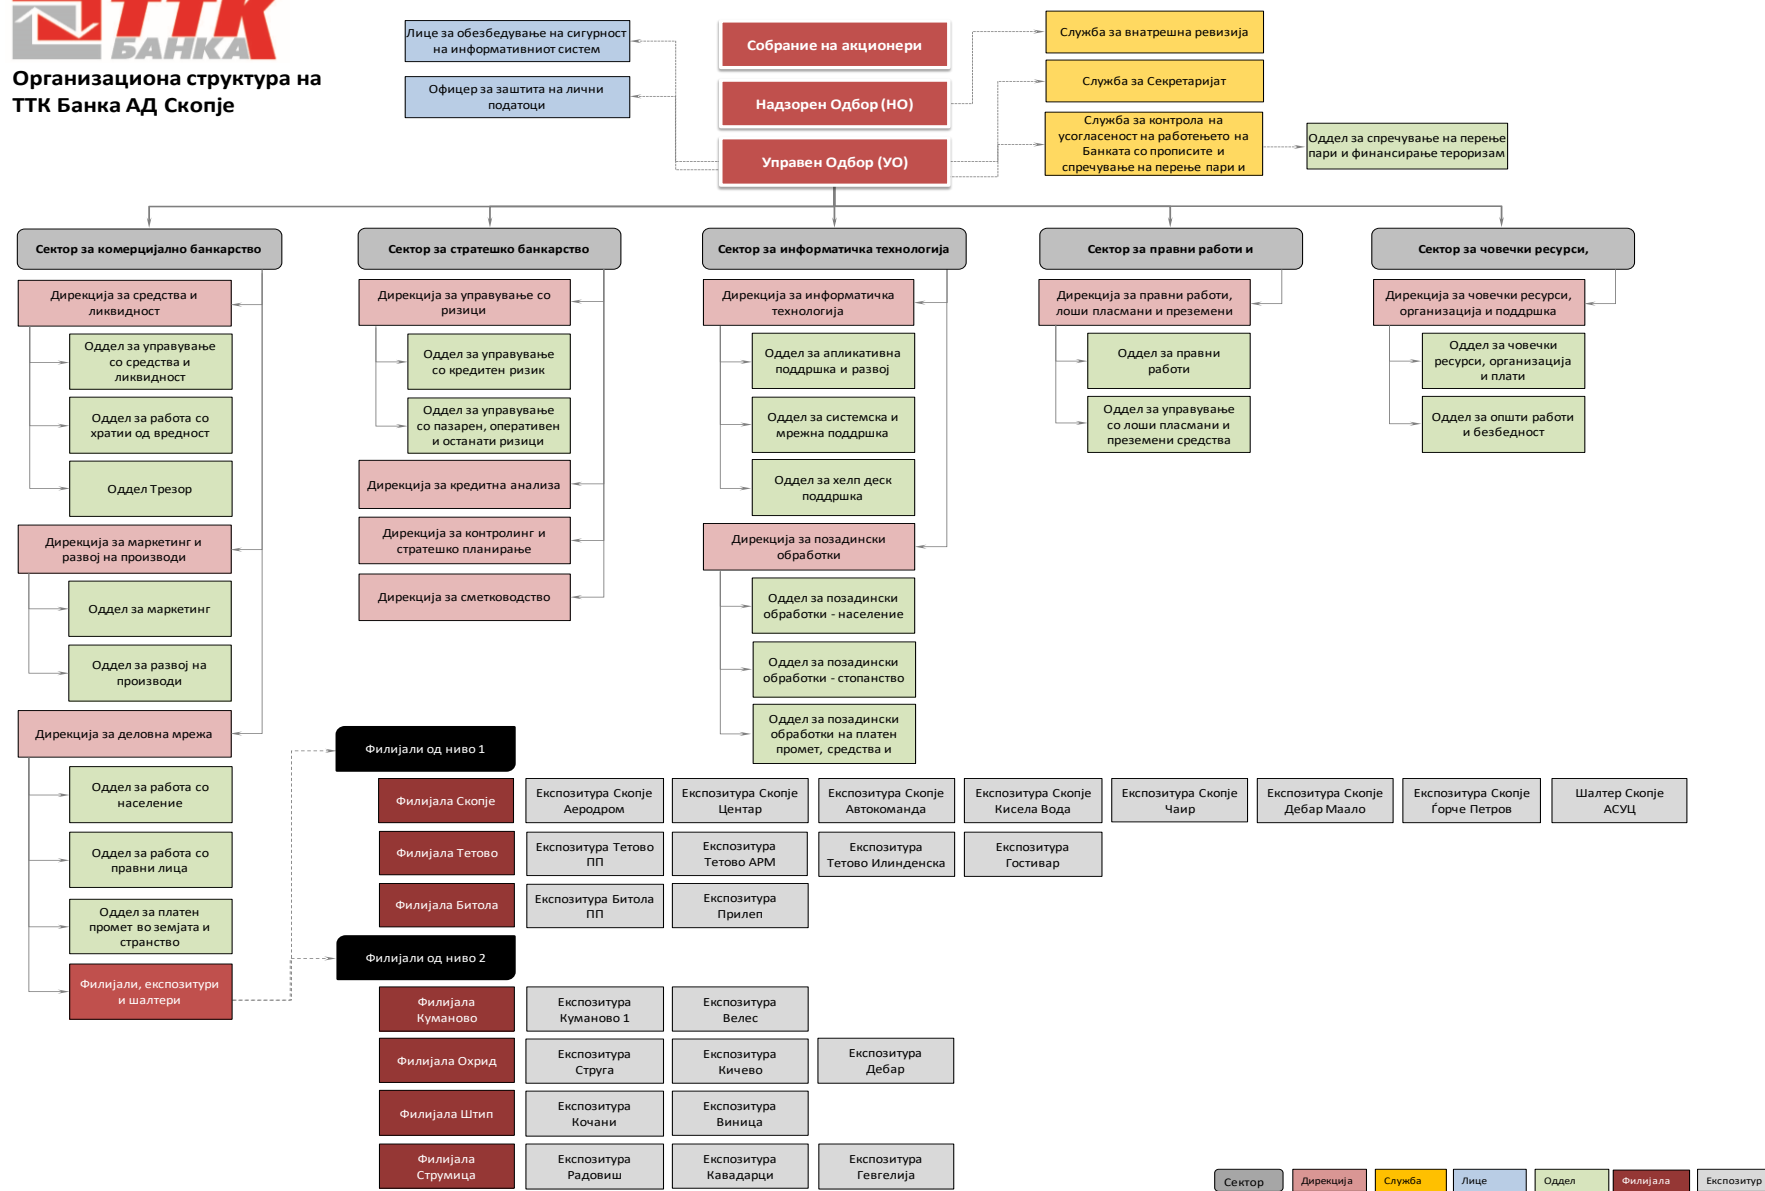 ТТК
БАНКА
Организациона структура на
ТТК Банка АД Скопје
Лице за обезбедување на сигурност
на информативниот систем
Офицер за заштита на лични
податоци
Собрание на акционери
Надзорен Одбор (НО)
Управен Одбор (УО)
Служба за внатрешна ревизија
Служба за Секретаријат
Служба за контрола на
усогласеност на работењето на
Банката со прописите и
спречување на перење пари и
Оддел за спречување на перење
пари и финансирање тероризам
Сектор за комерцијално банкарство
Дирекција за средства и
ликвидност
Оддел за управување
со средства и
ликвидност
Оддел за работа со
хратии од вредност
Оддел Трезор
Дирекција за маркетинг и
развој на производи
Оддел за маркетинг
Оддел за развој на
производи
Дирекција за деловна мрежа
Оддел за работа со
население
Оддел за работа со
правни лица
Оддел за платен
промет во земјата и
странство
Филијали, експозитури
и шалтери
Сектор за стратешко банкарство
Дирекција за управување со
ризици
Оддел за управување
со кредитен ризик
Оддел за управување
со пазарен, оперативен
и останати ризици
Дирекција за кредитна анализа
Дирекција за контролинг и
стратешко планирање
Дирекција за сметководство
Сектор за информатичка технологија
Дирекција за информатичка
технологија
Оддел за апликативна
поддршка и развој
Оддел за системска и
мрежна поддршка
Оддел за хелп деск
поддршка
Дирекција за позадински
обработки
Оддел за позадински
обработки - население
Оддел за позадински
обработки - стопанство
Оддел за позадински
обработки на платен
промет, средства и
Сектор за правни работи и
Дирекција за правни работи,
лоши пласмани и преземени
Оддел за правни
работи
Оддел за управување
со лоши пласмани и
преземени средства
Сектор за човечки ресурси,
Дирекција за човечки ресурси,
организација и поддршка
Оддел за човечки
ресурси, организација
и плати
Оддел за општи работи
и безбедност
Филијали од ниво 1
Филијала Скопје
Експозитура Скопје
Аеродром
Експозитура Скопје
Центар
Експозитура Скопје
Автокоманда
Експозитура Скопје
Кисела Вода
Експозитура Скопје
Чаир
Експозитура Скопје
Дебар Маало
Експозитура Скопје
Ѓорче Петров
Шалтер Скопје
АСУЦ
Филијала Тетово
Експозитура Тетово
ПП
Експозитура
Тетово АРМ
Експозитура
Тетово Илинденска
Експозитура
Гостивар
Филијала Битола
Експозитура Битола
ПП
Експозитура
Прилеп
Филијали од ниво 2
Филијала
Куманово
Експозитура
Куманово 1
Експозитура
Велес
Филијала Охрид
Експозитура
Струга
Експозитура
Кичево
Експозитура
Дебар
Филијала Штип
Експозитура
Кочани
Експозитура
Виница
Филијала
Струмица
Експозитура
Радовиш
Експозитура
Кавадарци
Експозитура
Гевгелија
Сектор
Дирекција
Служба
Лице
Оддел
Филијала
Експозитур